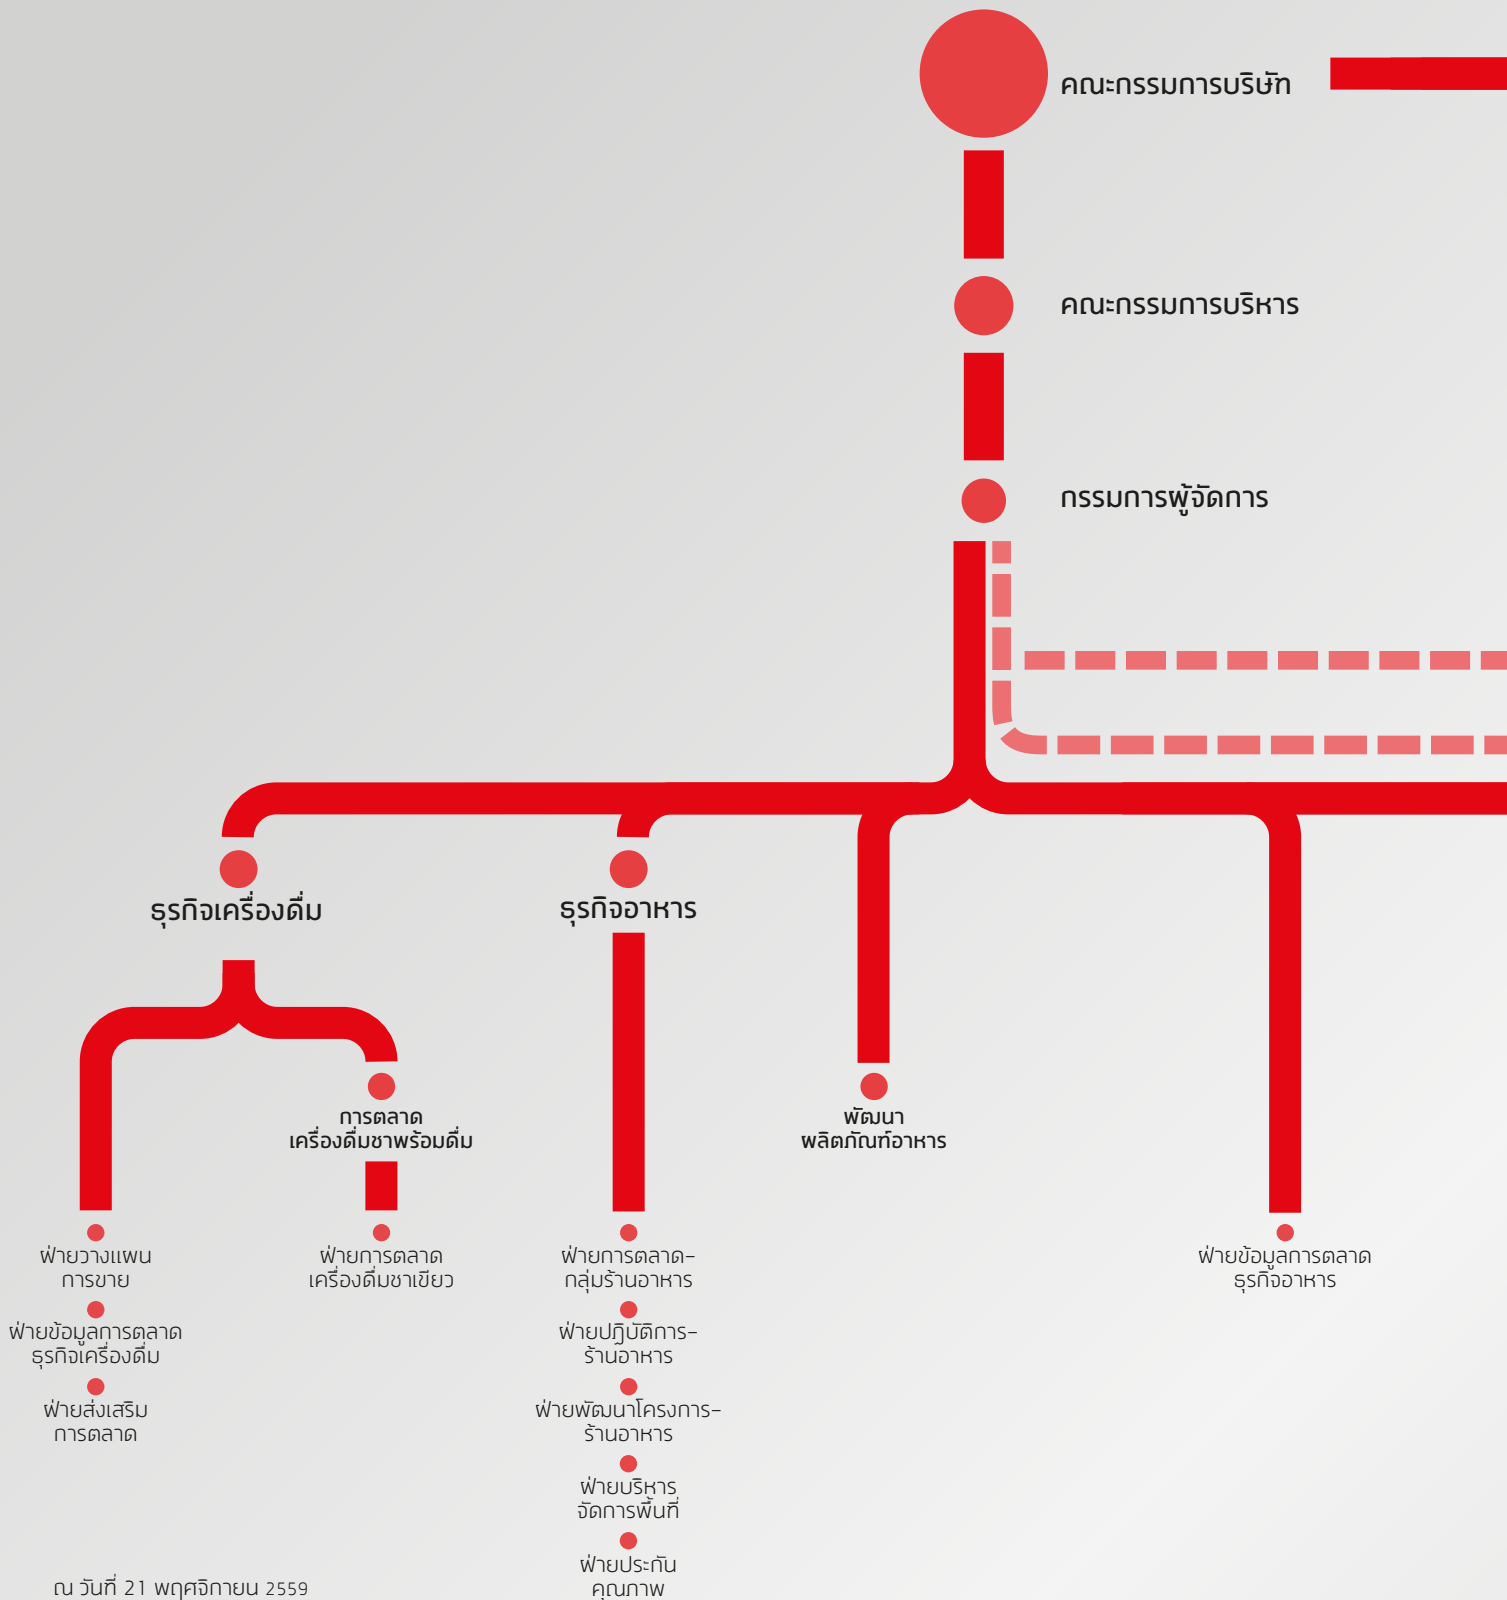 คณะกรรมการบริษัท
คณะกรรมการบริหาร
กรรมการผู้จัดการ
ธุรกิจเครื่องดื่ม
ธุรกิจอาหาร
การตลาด
เครื่องดื่มชาพร้อมดื่ม
พัฒนา
ผลิตภัณฑ์อาหาร
ฝ่ายวางแผน
การขาย
ฝ่ายข้อมูลการตลาด
ธุรกิจเครื่องดื่ม
ฝ่ายส่งเสริม
การตลาด
ฝ่ายการตลาด
เครื่องดื่มชาเขียว
ฝ่ายการตลาด-
กลุ่มร้านอาหาร
ฝ่ายปฏิบัติการ-
ร้านอาหาร
ฝ่ายพัฒนาโครงการ-
ร้านอาหาร
ฝ่ายบริหาร
จัดการพื้นที่
ฝ่ายประกัน
คุณภาพ
ฝ่ายข้อมูลการตลาด
ธุรกิจอาหาร
ณ วันที่ 21 พฤศจิกายน 2559